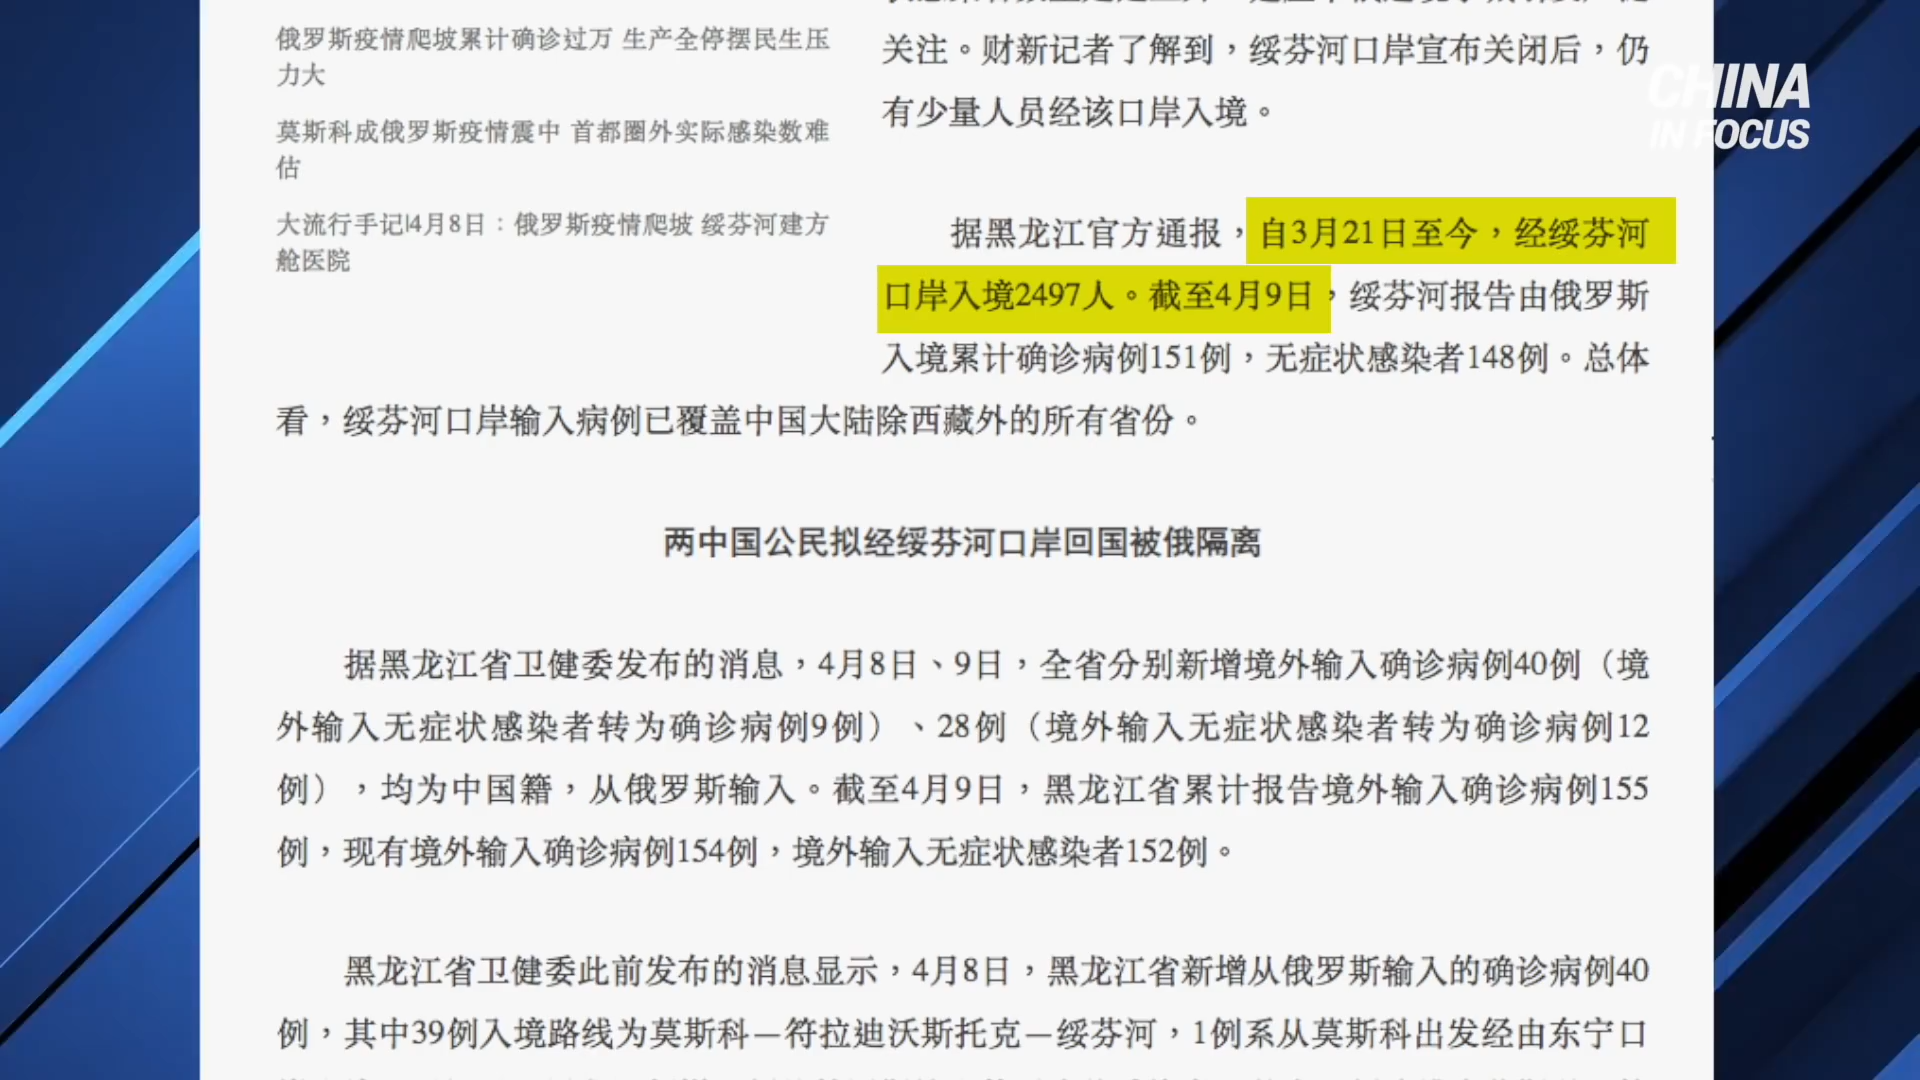 俄罗斯疫情爬坡累计确诊过万 生产全停摆民生压
力大
莫斯科成俄罗斯疫情震中 首都圈外实际感染数难
估
大流行手记|4月8日：俄罗斯疫情爬坡 绥芬河建方
舱医院
关注。财新记者了解到，绥芬河口岸宣布关闭后，仍
有少量人员经该口岸入境。
CHINA
IN FOCUS
据黑龙江官方通报，自3月21日至今，经绥芬河
口岸入境2497人。截至4月9日，绥芬河报告由俄罗斯
入境累计确诊病例151例，无症状感染者148例。总体
看，绥芬河口岸输入病例已覆盖中国大陆除西藏外的所有省份。
两中国公民拟经绥芬河口岸回国被俄隔离
据黑龙江省卫健委发布的消息，4月8日、9日，全省分别新增境外输入确诊病例40例（境
外输入无症状感染者转为确诊病例9例）、28例（境外输入无症状感染者转为确诊病例12
例），均为中国籍，从俄罗斯输入。截至4月9日，黑龙江省累计报告境外输入确诊病例155
例，现有境外输入确诊病例154例，境外输入无症状感染者152例。
黑龙江省卫健委此前发布的消息显示，4月8日，黑龙江省新增从俄罗斯输入的确诊病例40
例，其中39例入境路线为莫斯科—符拉迪沃斯托克—绥芬河，1例系从莫斯科出发经由东宁口